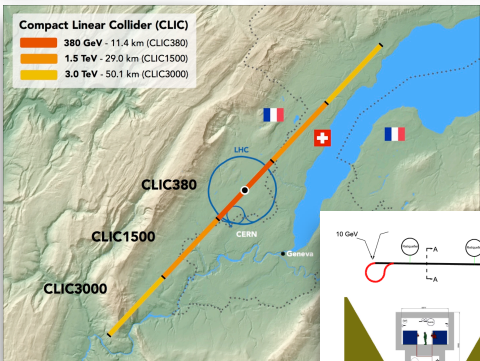 Compact Linear Collider (CLIC)
380 GeV - 11.4 km (CLIC380)
1.5 TeV - 29.0 km (CLIC1500)
3.0 TeV - 50.1 km (CLIC3000)
LHC
CLIC380
CERN
CLIC1500
Geneva
CLIC3000
10 GeV
A
A